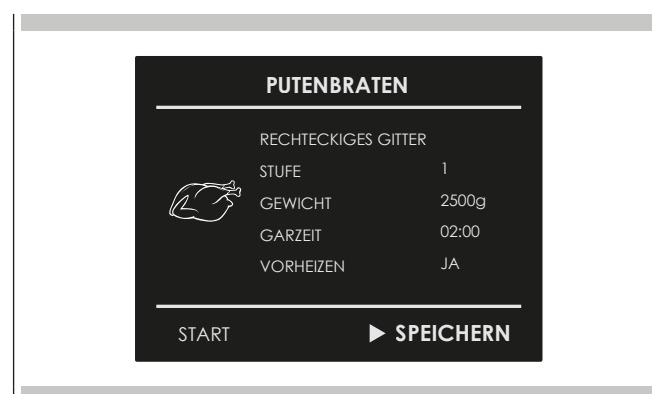 PUTENBRATEN
RECHTECKIGES GITTER
STUFE 1
GEWICHT 2500g
GARZEIT 02:00
VORHEIZEN JA
START ▶ SPEICHERN